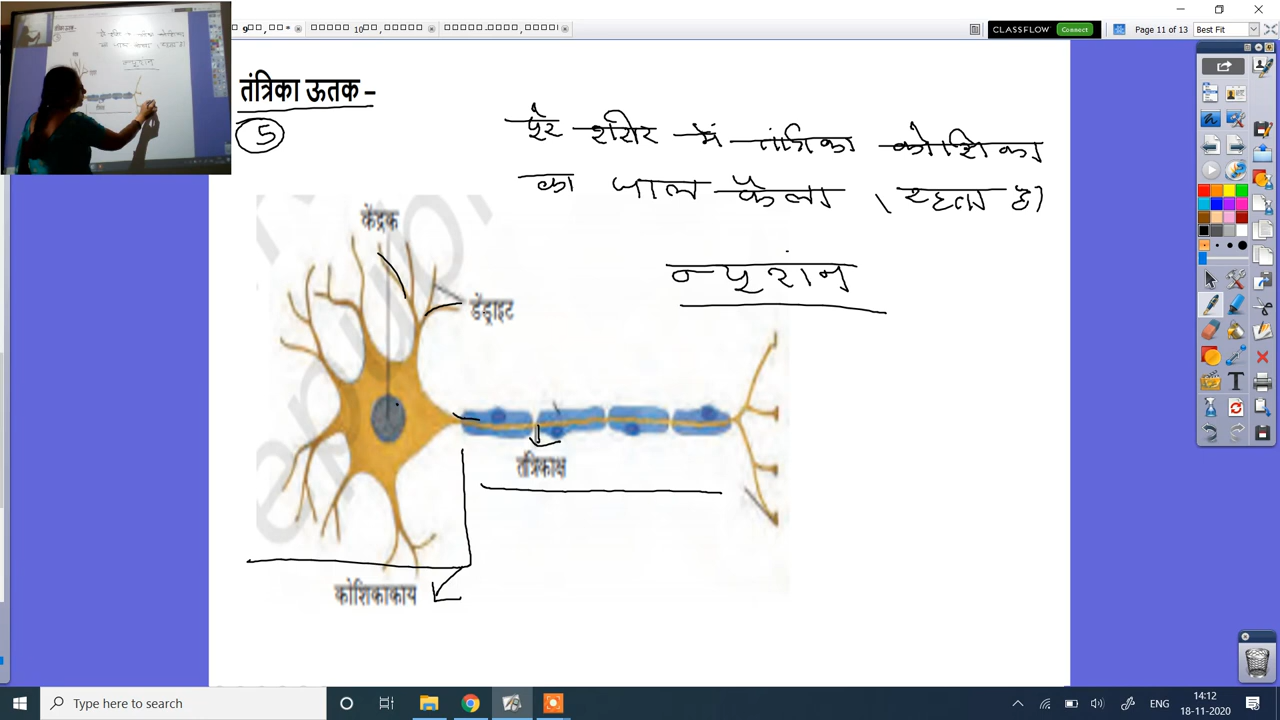 CLASSFLOW Connect
Page 11 of 13
Best Fit
तंत्रिका ऊतक –
5
पूरे शरीर में तांत्रिका कोशिका
का जाल फैला (रहता है)
न्यूरांन
केंद्रक
डेंड्राइट
तंत्रिकाक्ष
कोशिकाकाय
Type here to search
ENG
14:12
18-11-2020